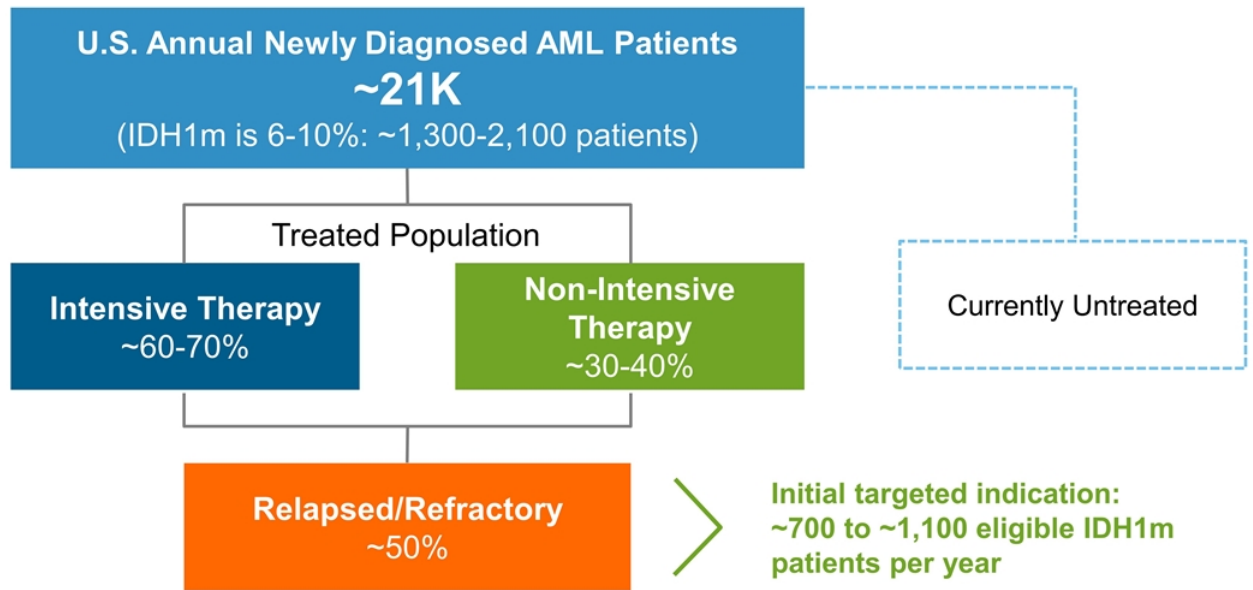 U.S. Annual Newly Diagnosed AML Patients
~21K
(IDH1m is 6-10%: ~1,300-2,100 patients)
Treated Population
Intensive Therapy
~60-70%
Non-Intensive
Therapy
~30-40%
Currently Untreated
Relapsed/Refractory
~50%
Initial targeted indication:
~700 to ~1,100 eligible IDH1m
patients per year